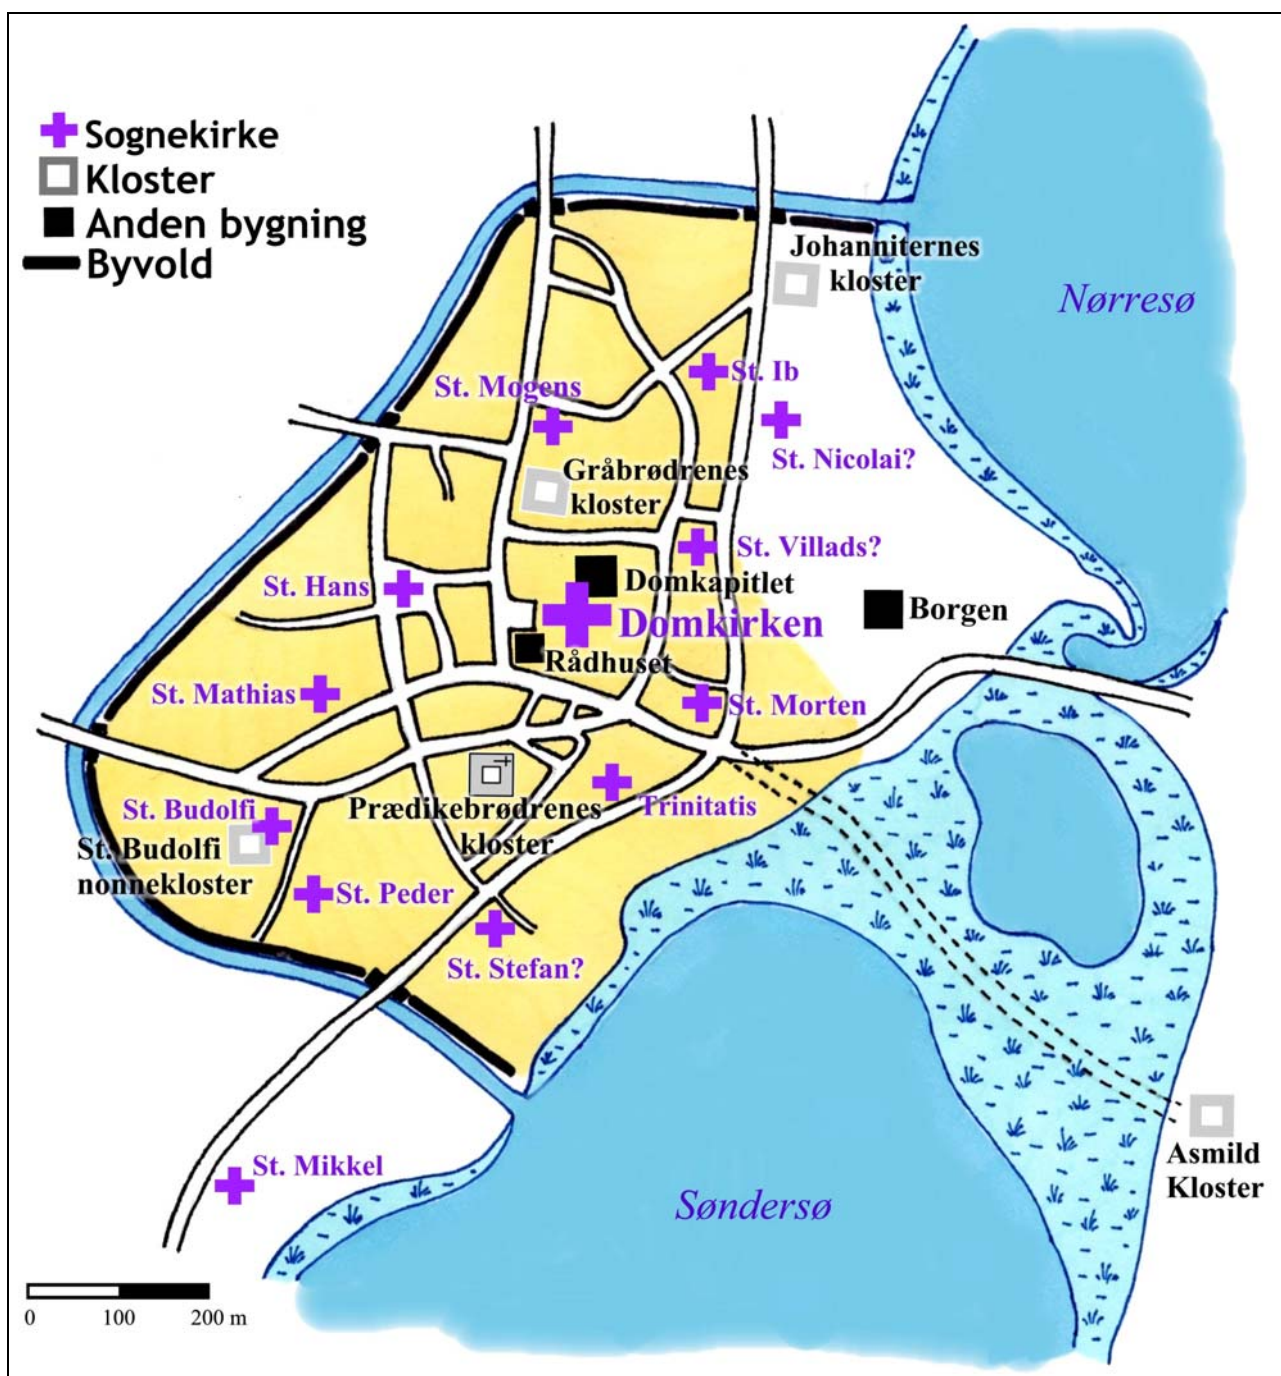 Sognekirke
Kloster
Anden bygning
Byvold
Johanniternes
kloster
Nørresø
St. Ib
St. Mogens
St. Nicolai?
Gråbrødrenes
kloster
St. Villads?
St. Hans
Domkapitlet
Borgen
Domkirken
Rådhuset
St. Mathias
St. Morten
St. Budolfi
Prædikebrødrenes
kloster
Trinitatis
St. Budolfi
nonnekloster
St. Peder
St. Stefan?
St. Mikkel
Asmild
Kloster
Søndersø
0 100 200 m